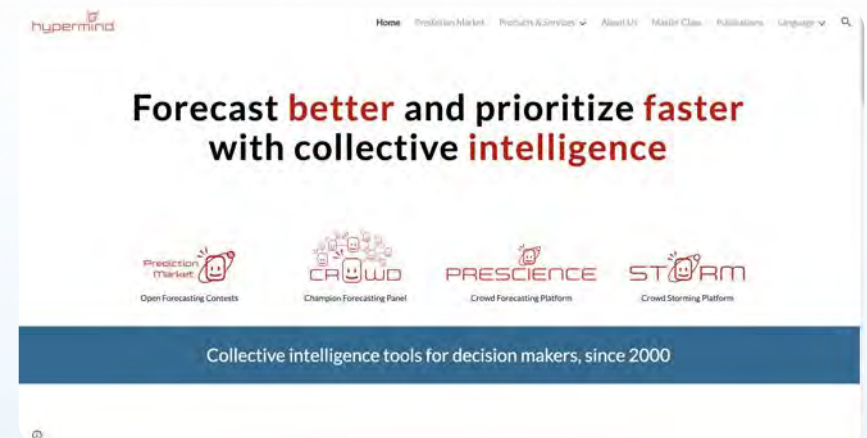 hypermind
Home Prediction Market Products & Services About Us Master Class Publications Language
Forecast better and prioritize faster
with collective intelligence
Prediction
Market
CROWD
PRESCIENCE
STORM
Open Forecasting Contests
Champion Forecasting Panel
Crowd Forecasting Platform
Crowd Storming Platform
Collective intelligence tools for decision makers, since 2000